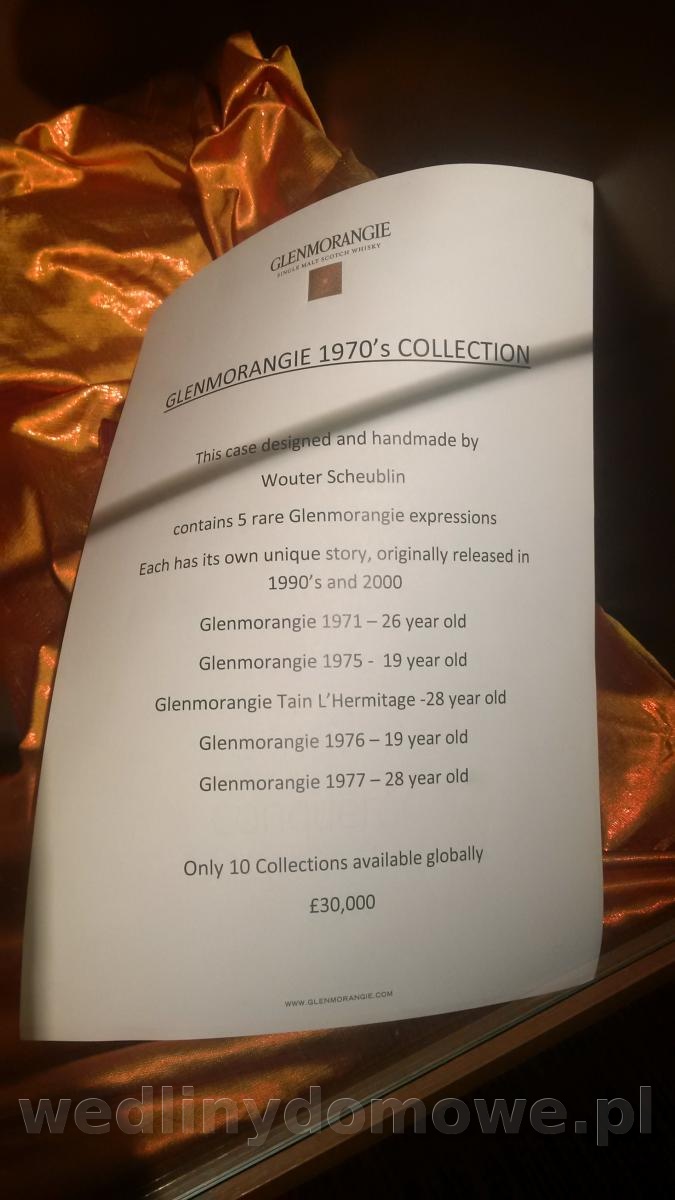 GLENMORANGIE
SINGLE MALT SCOTCH WHISKY
GLENMORANGIE 1970's COLLECTION
This case designed and handmade by
Wouter Scheublin
contains 5 rare Glenmorangie expressions
Each has its own unique story, originally released in
1990's and 2000
Glenmorangie 1971 – 26 year old
Glenmorangie 1975 - 19 year old
Glenmorangie Tain L'Hermitage -28 year old
Glenmorangie 1976 – 19 year old
Glenmorangie 1977 – 28 year old
Only 10 Collections available globally
£30,000
WWW.GLENMORANGIE.COM
wedlinydomowe.pl